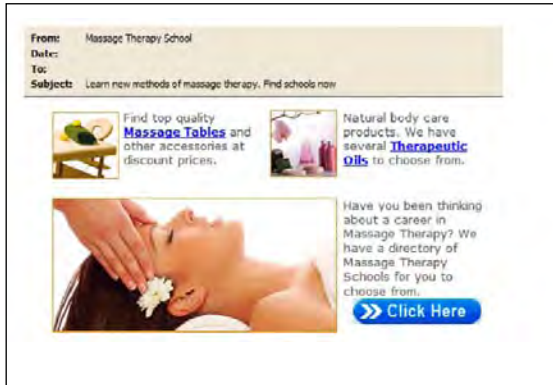 From: Massage Therapy School
Date:
To:
Subject: Learn new methods of massage therapy. Find schools now
Find top quality
Massage Tables and
other accessories at
discount prices.
Natural body care
products. We have
several Therapeutic
Oils to choose from.
Have you been thinking
about a career in
Massage Therapy? We
have a directory of
Massage Therapy
Schools for you to
choose from.
Click Here